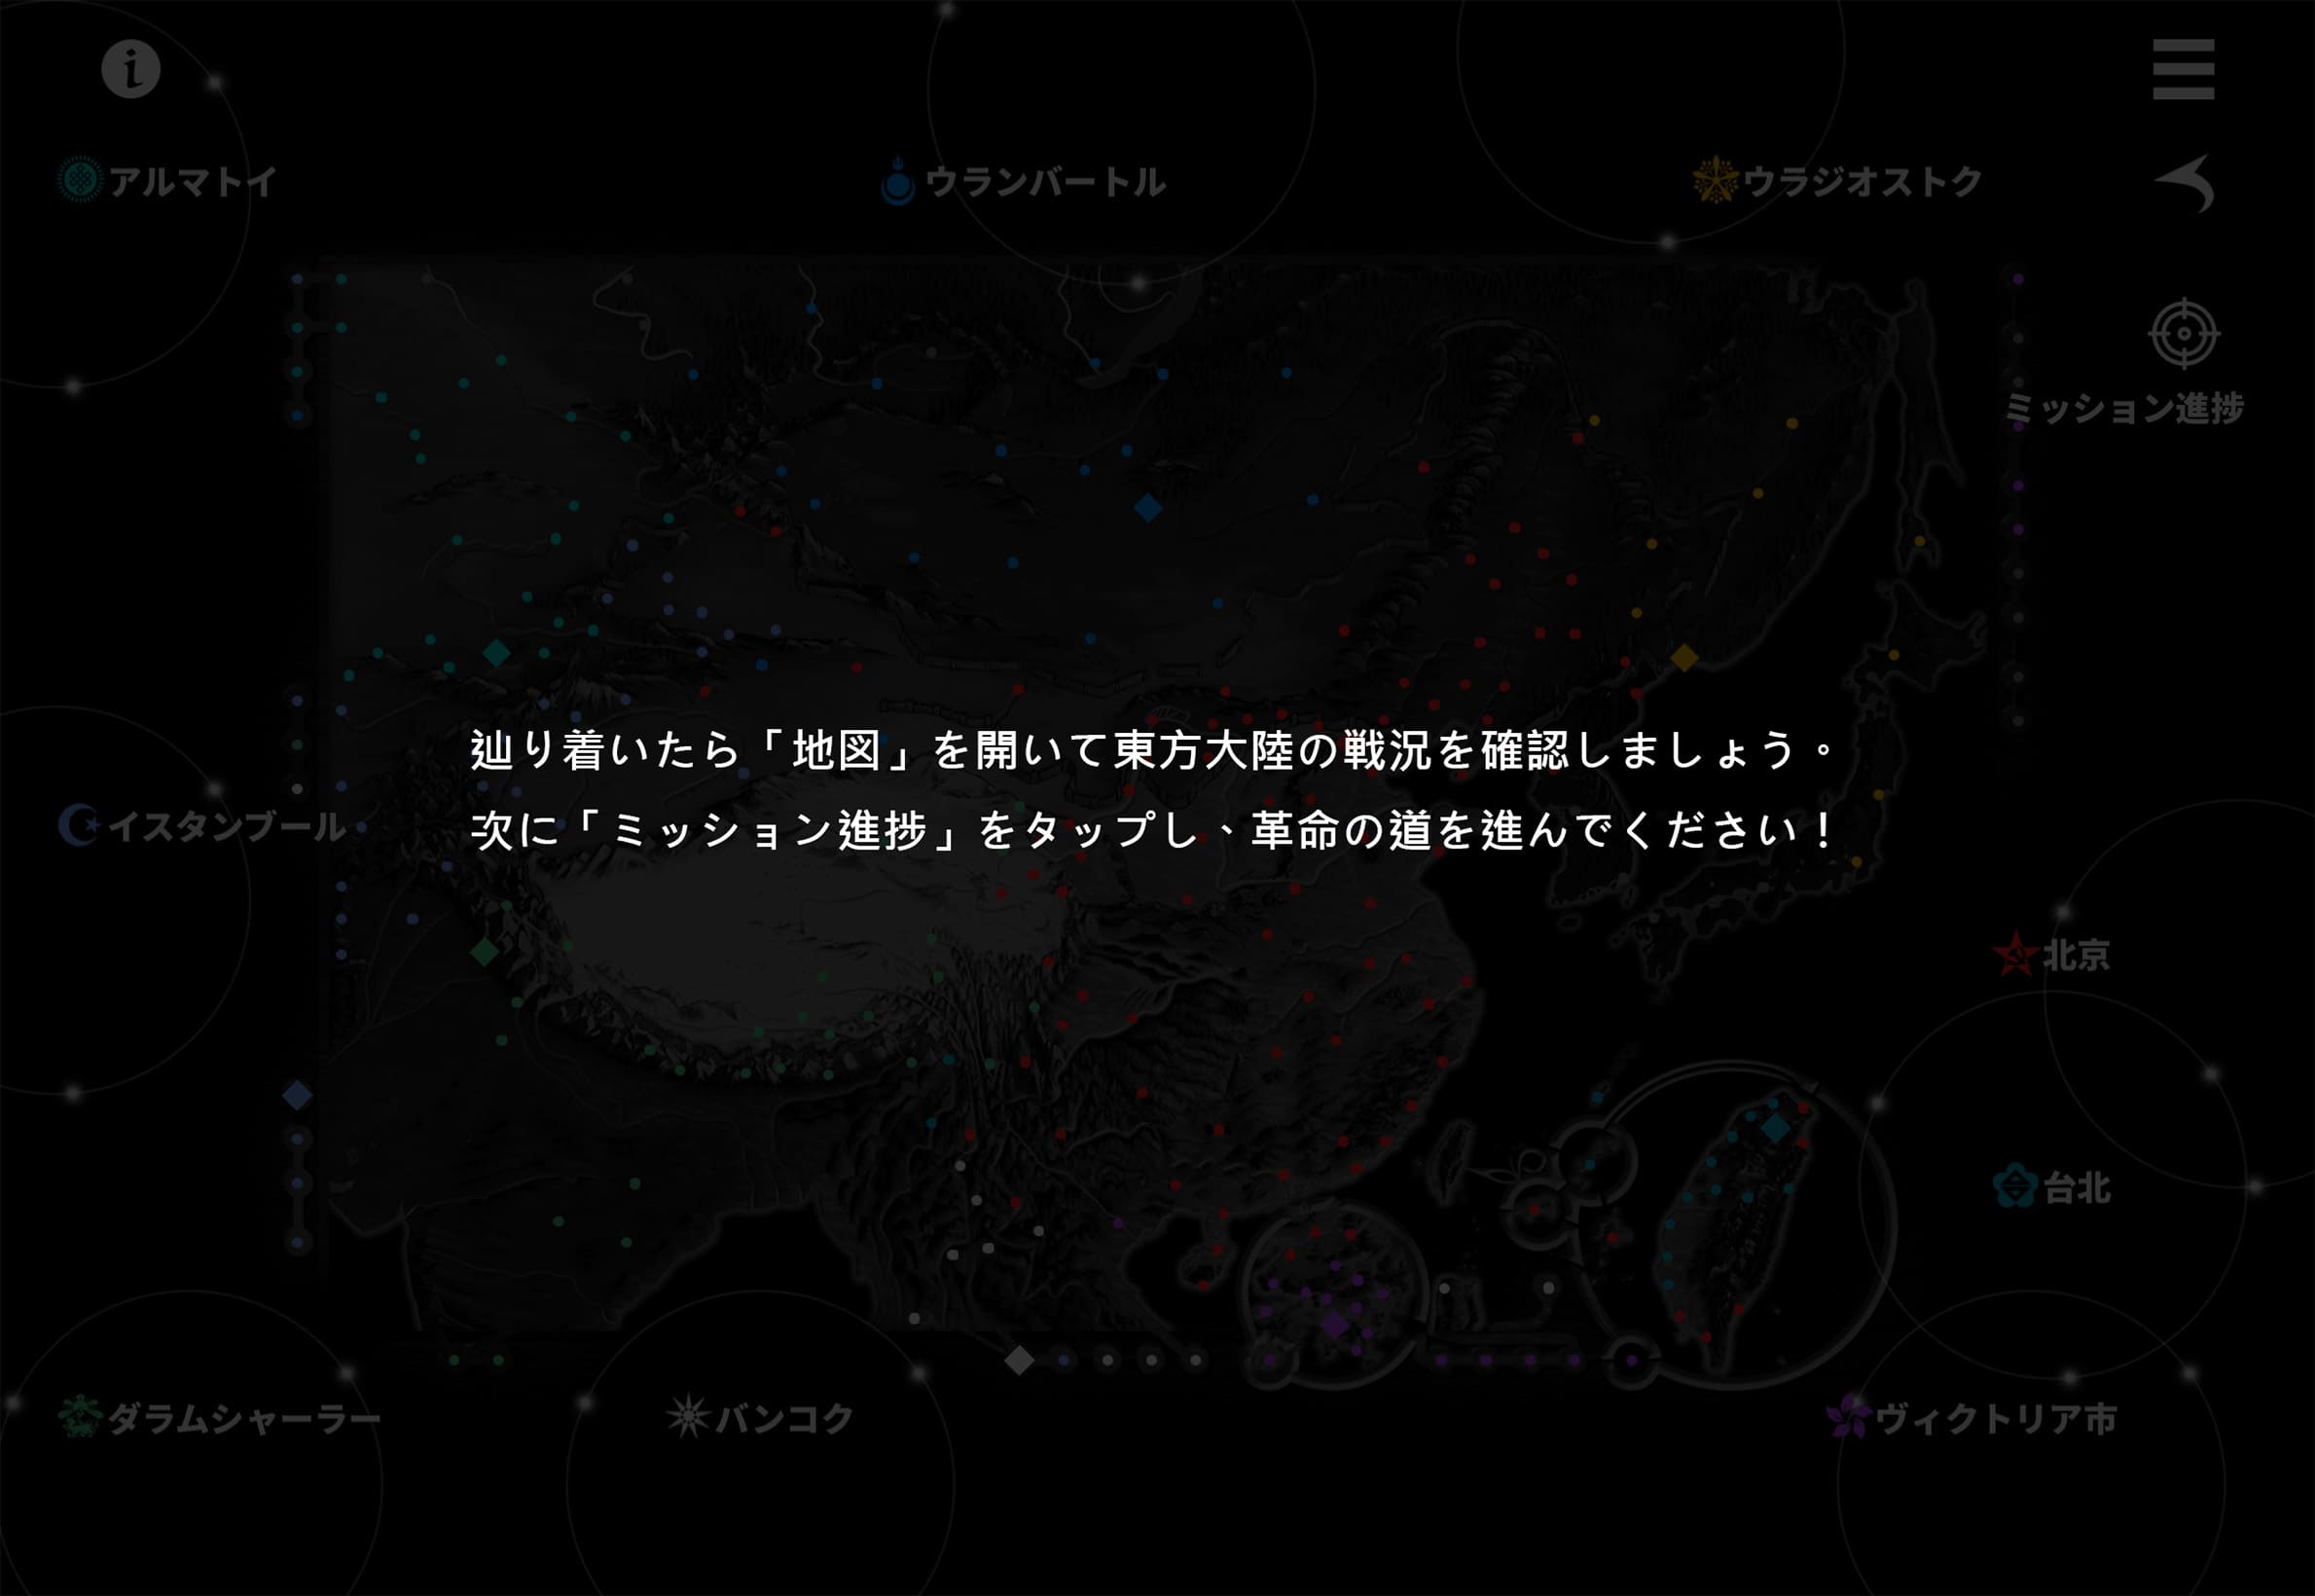 アルマトイ
ウランバートル
ウラジオストク
ミッション進捗
辿り着いたら「地図」を開いて東方大陸の戦況を確認しましょう。
次に「ミッション進捗」をタップし、革命の道を進んでください！
イスタンブール
北京
台北
ダラムシャーラー
バンコク
ヴィクトリア市